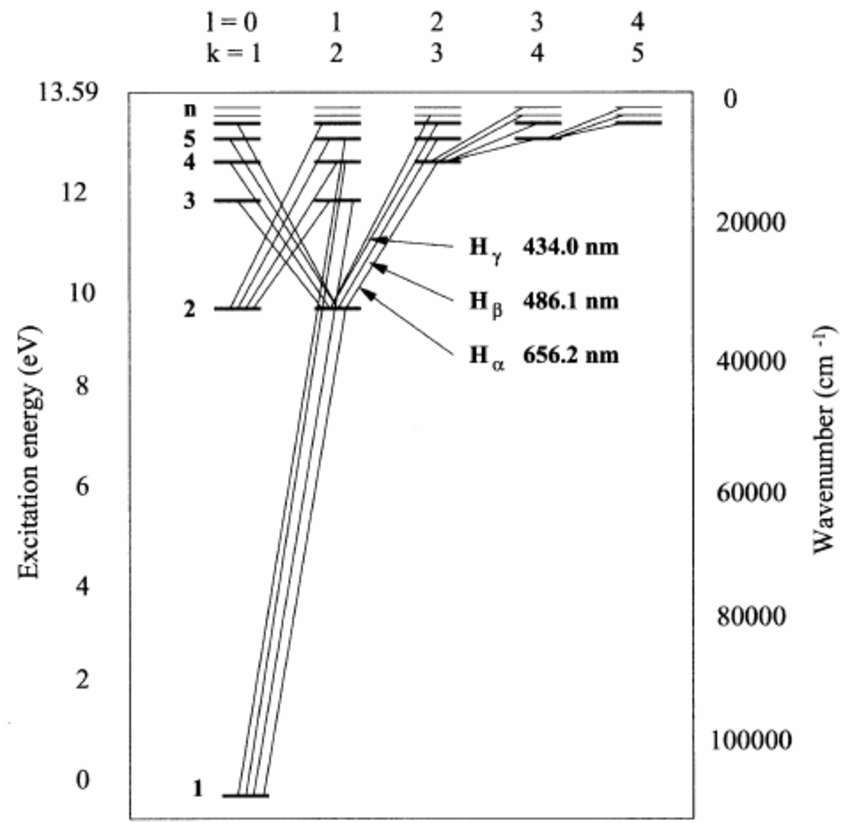 l = 0 1 2 3 4
k = 1 2 3 4 5
13.59 0
n
5
4
12
3
20000
Hγ 434.0 nm
10
2
Hβ 486.1 nm
Hα 656.2 nm
40000
8
Excitation energy (eV)
Wavenumber (cm -1)
6
60000
4
80000
2
100000
0
1